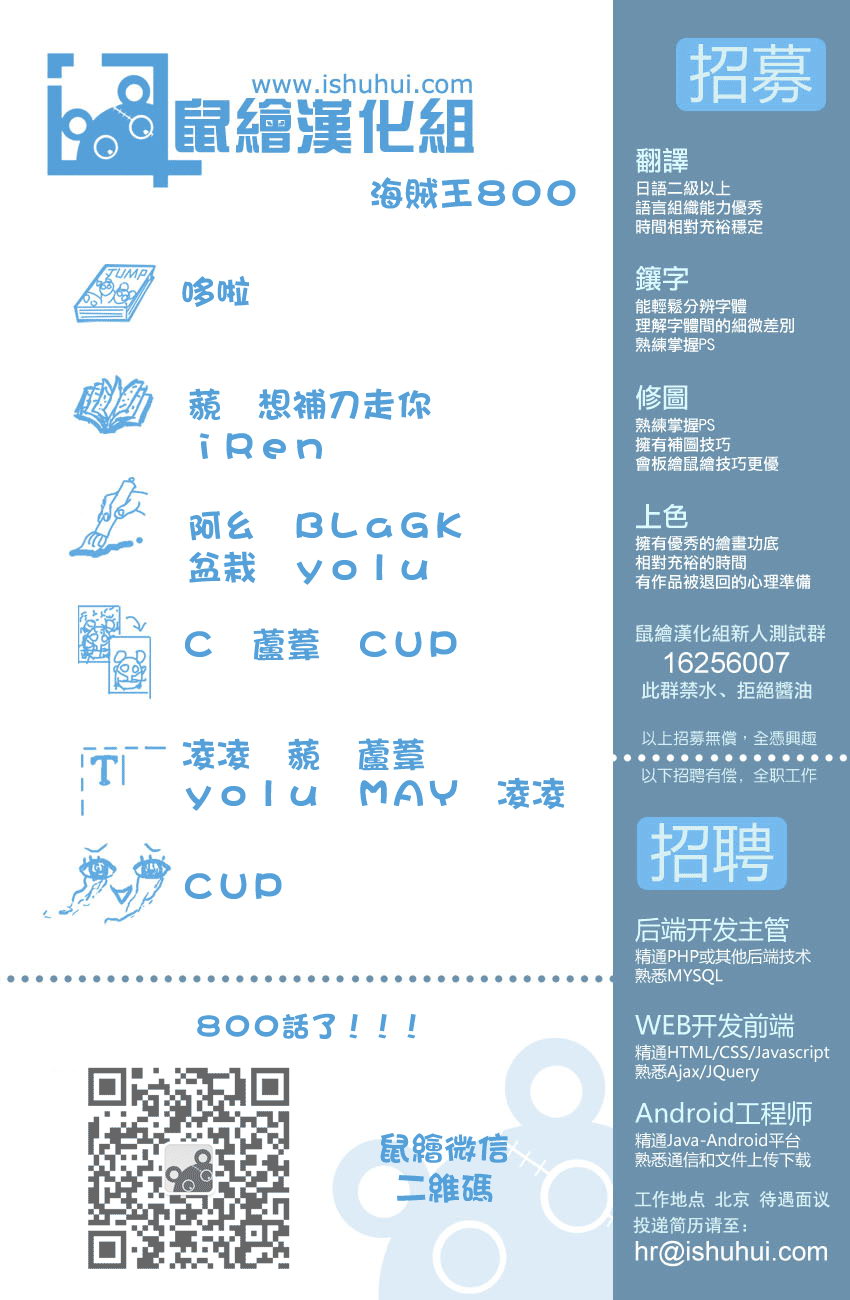 www.ishuhui.com
鼠繪漢化組
海賊王800
JUMP
哆啦
蘋 想補刀走你
iRen
阿幺 BLaGK
盆栽 yolu
C 蘆葦 CUP
T
凌凌 蘋 蘆葦
yolu MAY 凌凌
CUP
800話了!!!
鼠繪微信
二維碼
招募
翻譯
日語二級以上
語言組織能力優秀
時間相對充裕穩定
鑲字
能輕鬆分辨字體
理解字體間的細微差別
熟練掌握PS
修圖
熟練掌握PS
擁有補圖技巧
會板繪鼠繪技巧更優
上色
擁有優秀的繪畫功底
相對充裕的時間
有作品被退回的心理準備
鼠繪漢化組新人測試群
16256007
此群禁水、拒絕醬油
以上招募無償，全憑興趣
以下招聘有偿，全职工作
招聘
后端开发主管
精通PHP或其他后端技术
熟悉MYSQL
WEB开发前端
精通HTML/CSS/Javascript
熟悉Ajax/JQuery
Android工程师
精通Java-Android平台
熟悉通信和文件上传下载
工作地点 北京 待遇面议
投递简历请至：
hr@ishuhui.com